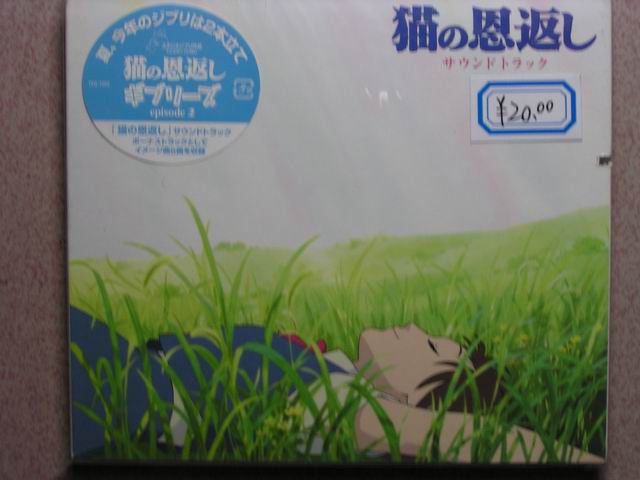 夏。今年のジブリは2本立て
猫の恩返し
ギブリーズ
episode 2
「猫の恩返し」サウンドトラック
ボーナストラックとして
イメージ曲8曲を収録
猫の恩返し
サウンドトラック
¥20.00